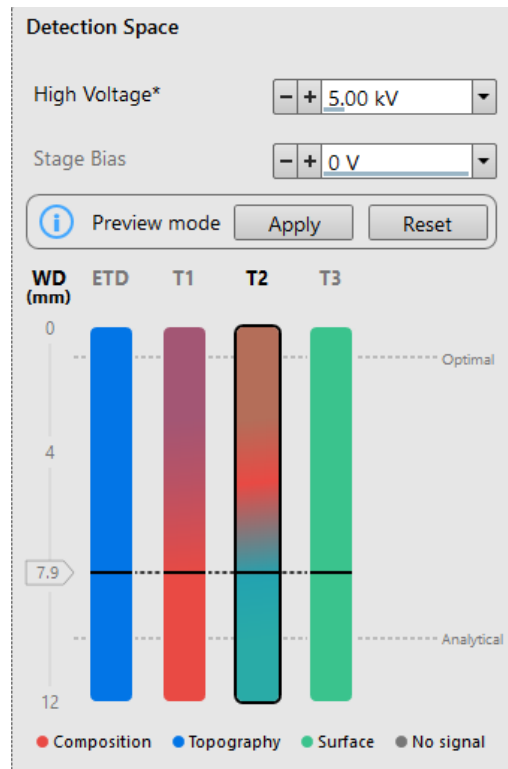 Detection Space
High Voltage*
− + 5.00 kV
Stage Bias
− + 0 V
Preview mode Apply Reset
WD ETD T1 T2 T3
(mm)
0
Optimal
4
7.9
Analytical
12
Composition Topography Surface No signal